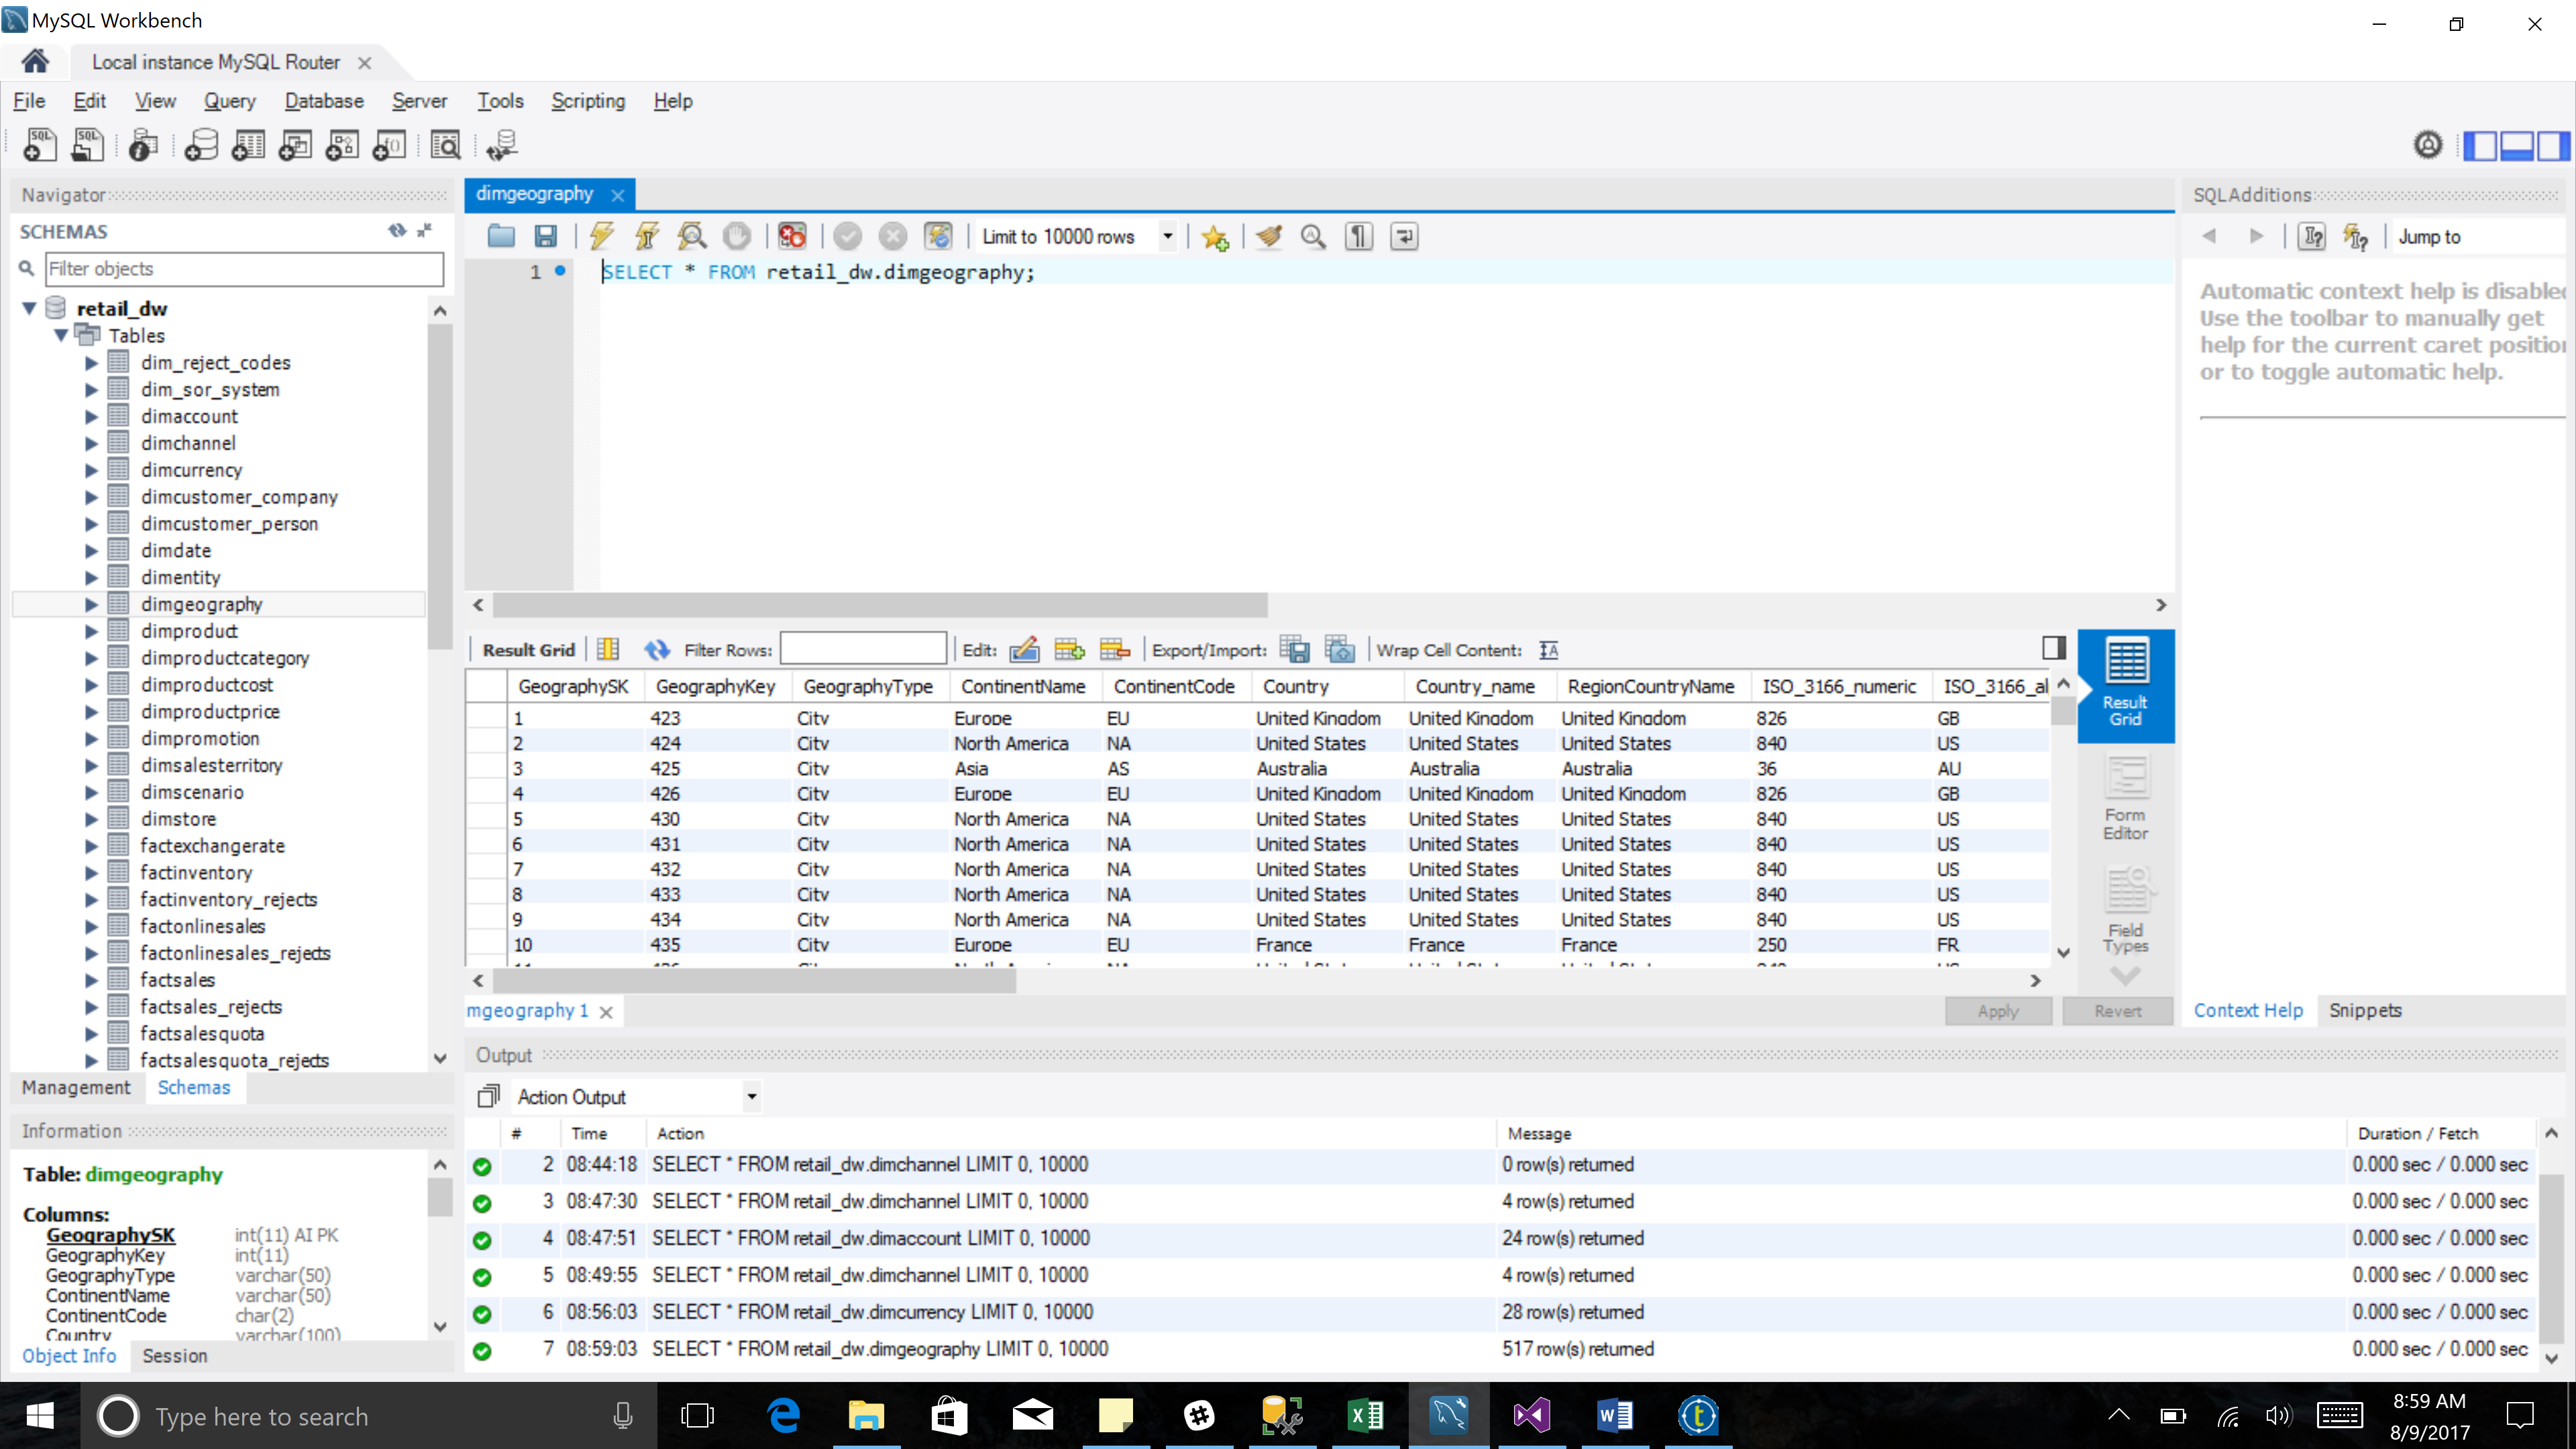 MySQL Workbench
Local instance MySQL Router
File Edit View Query Database Server Tools Scripting Help
Navigator
SCHEMAS
Filter objects
retail_dw
Tables
dim_reject_codes
dim_sor_system
dimaccount
dimchannel
dimcurrency
dimcustomer_company
dimcustomer_person
dimdate
dimentity
dimgeography
dimproduct
dimproductcategory
dimproductcost
dimproductprice
dimpromotion
dimsalesterritory
dimscenario
dimstore
factexchangerate
factinventory
factinventory_rejects
factonlinesales
factonlinesales_rejects
factsales
factsales_rejects
factsalesquota
factsalesquota_rejects
Management Schemas
Information
Table: dimgeography
Columns:
GeographySK int(11) AI PK
GeographyKey int(11)
GeographyType varchar(50)
ContinentName varchar(50)
ContinentCode char(2)
Country varchar(100)
Object Info Session
dimgeography
Limit to 10000 rows
1 SELECT * FROM retail_dw.dimgeography;
Result Grid Filter Rows: Edit: Export/Import: Wrap Cell Content:
GeographySK GeographyKey GeographyType ContinentName ContinentCode Country Country_name RegionCountryName ISO_3166_numeric ISO_3166_al
1 423 City Europe EU United Kingdom United Kingdom United Kingdom 826 GB
2 424 City North America NA United States United States United States 840 US
3 425 City Asia AS Australia Australia Australia 36 AU
4 426 City Europe EU United Kingdom United Kingdom United Kingdom 826 GB
5 430 City North America NA United States United States United States 840 US
6 431 City North America NA United States United States United States 840 US
7 432 City North America NA United States United States United States 840 US
8 433 City North America NA United States United States United States 840 US
9 434 City North America NA United States United States United States 840 US
10 435 City Europe EU France France France 250 FR
Result Grid
Form Editor
Field Types
mgeography 1
Apply Revert
SQLAdditions
Jump to
Automatic context help is disabled
Use the toolbar to manually get
help for the current caret position
or to toggle automatic help.
Context Help Snippets
Output
Action Output
# Time Action Message Duration / Fetch
2 08:44:18 SELECT * FROM retail_dw.dimchannel LIMIT 0, 10000 0 row(s) returned 0.000 sec / 0.000 sec
3 08:47:30 SELECT * FROM retail_dw.dimchannel LIMIT 0, 10000 4 row(s) returned 0.000 sec / 0.000 sec
4 08:47:51 SELECT * FROM retail_dw.dimaccount LIMIT 0, 10000 24 row(s) returned 0.000 sec / 0.000 sec
5 08:49:55 SELECT * FROM retail_dw.dimchannel LIMIT 0, 10000 4 row(s) returned 0.000 sec / 0.000 sec
6 08:56:03 SELECT * FROM retail_dw.dimcurrency LIMIT 0, 10000 28 row(s) returned 0.000 sec / 0.000 sec
7 08:59:03 SELECT * FROM retail_dw.dimgeography LIMIT 0, 10000 517 row(s) returned 0.000 sec / 0.000 sec
Type here to search
8:59 AM
8/9/2017